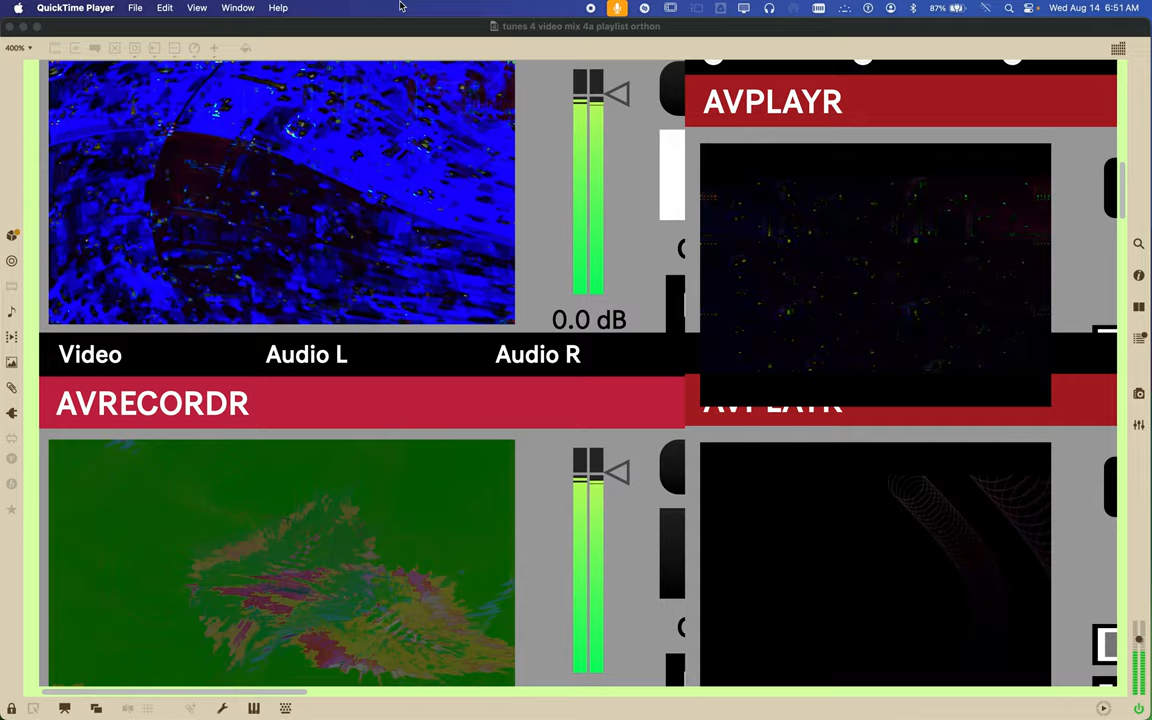 QuickTime Player File Edit View Window Help 87% Wed Aug 14 6:51 AM
tunes 4 video mix 4a playlist orthon
400%
AVPLAYR
0.0 dB
Video Audio L Audio R
AVRECORDR
AVPLAYR